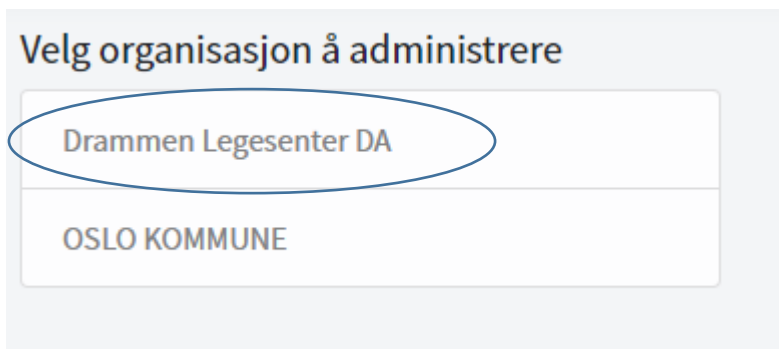 Velg organisasjon å administrere
Drammen Legesenter DA
OSLO KOMMUNE